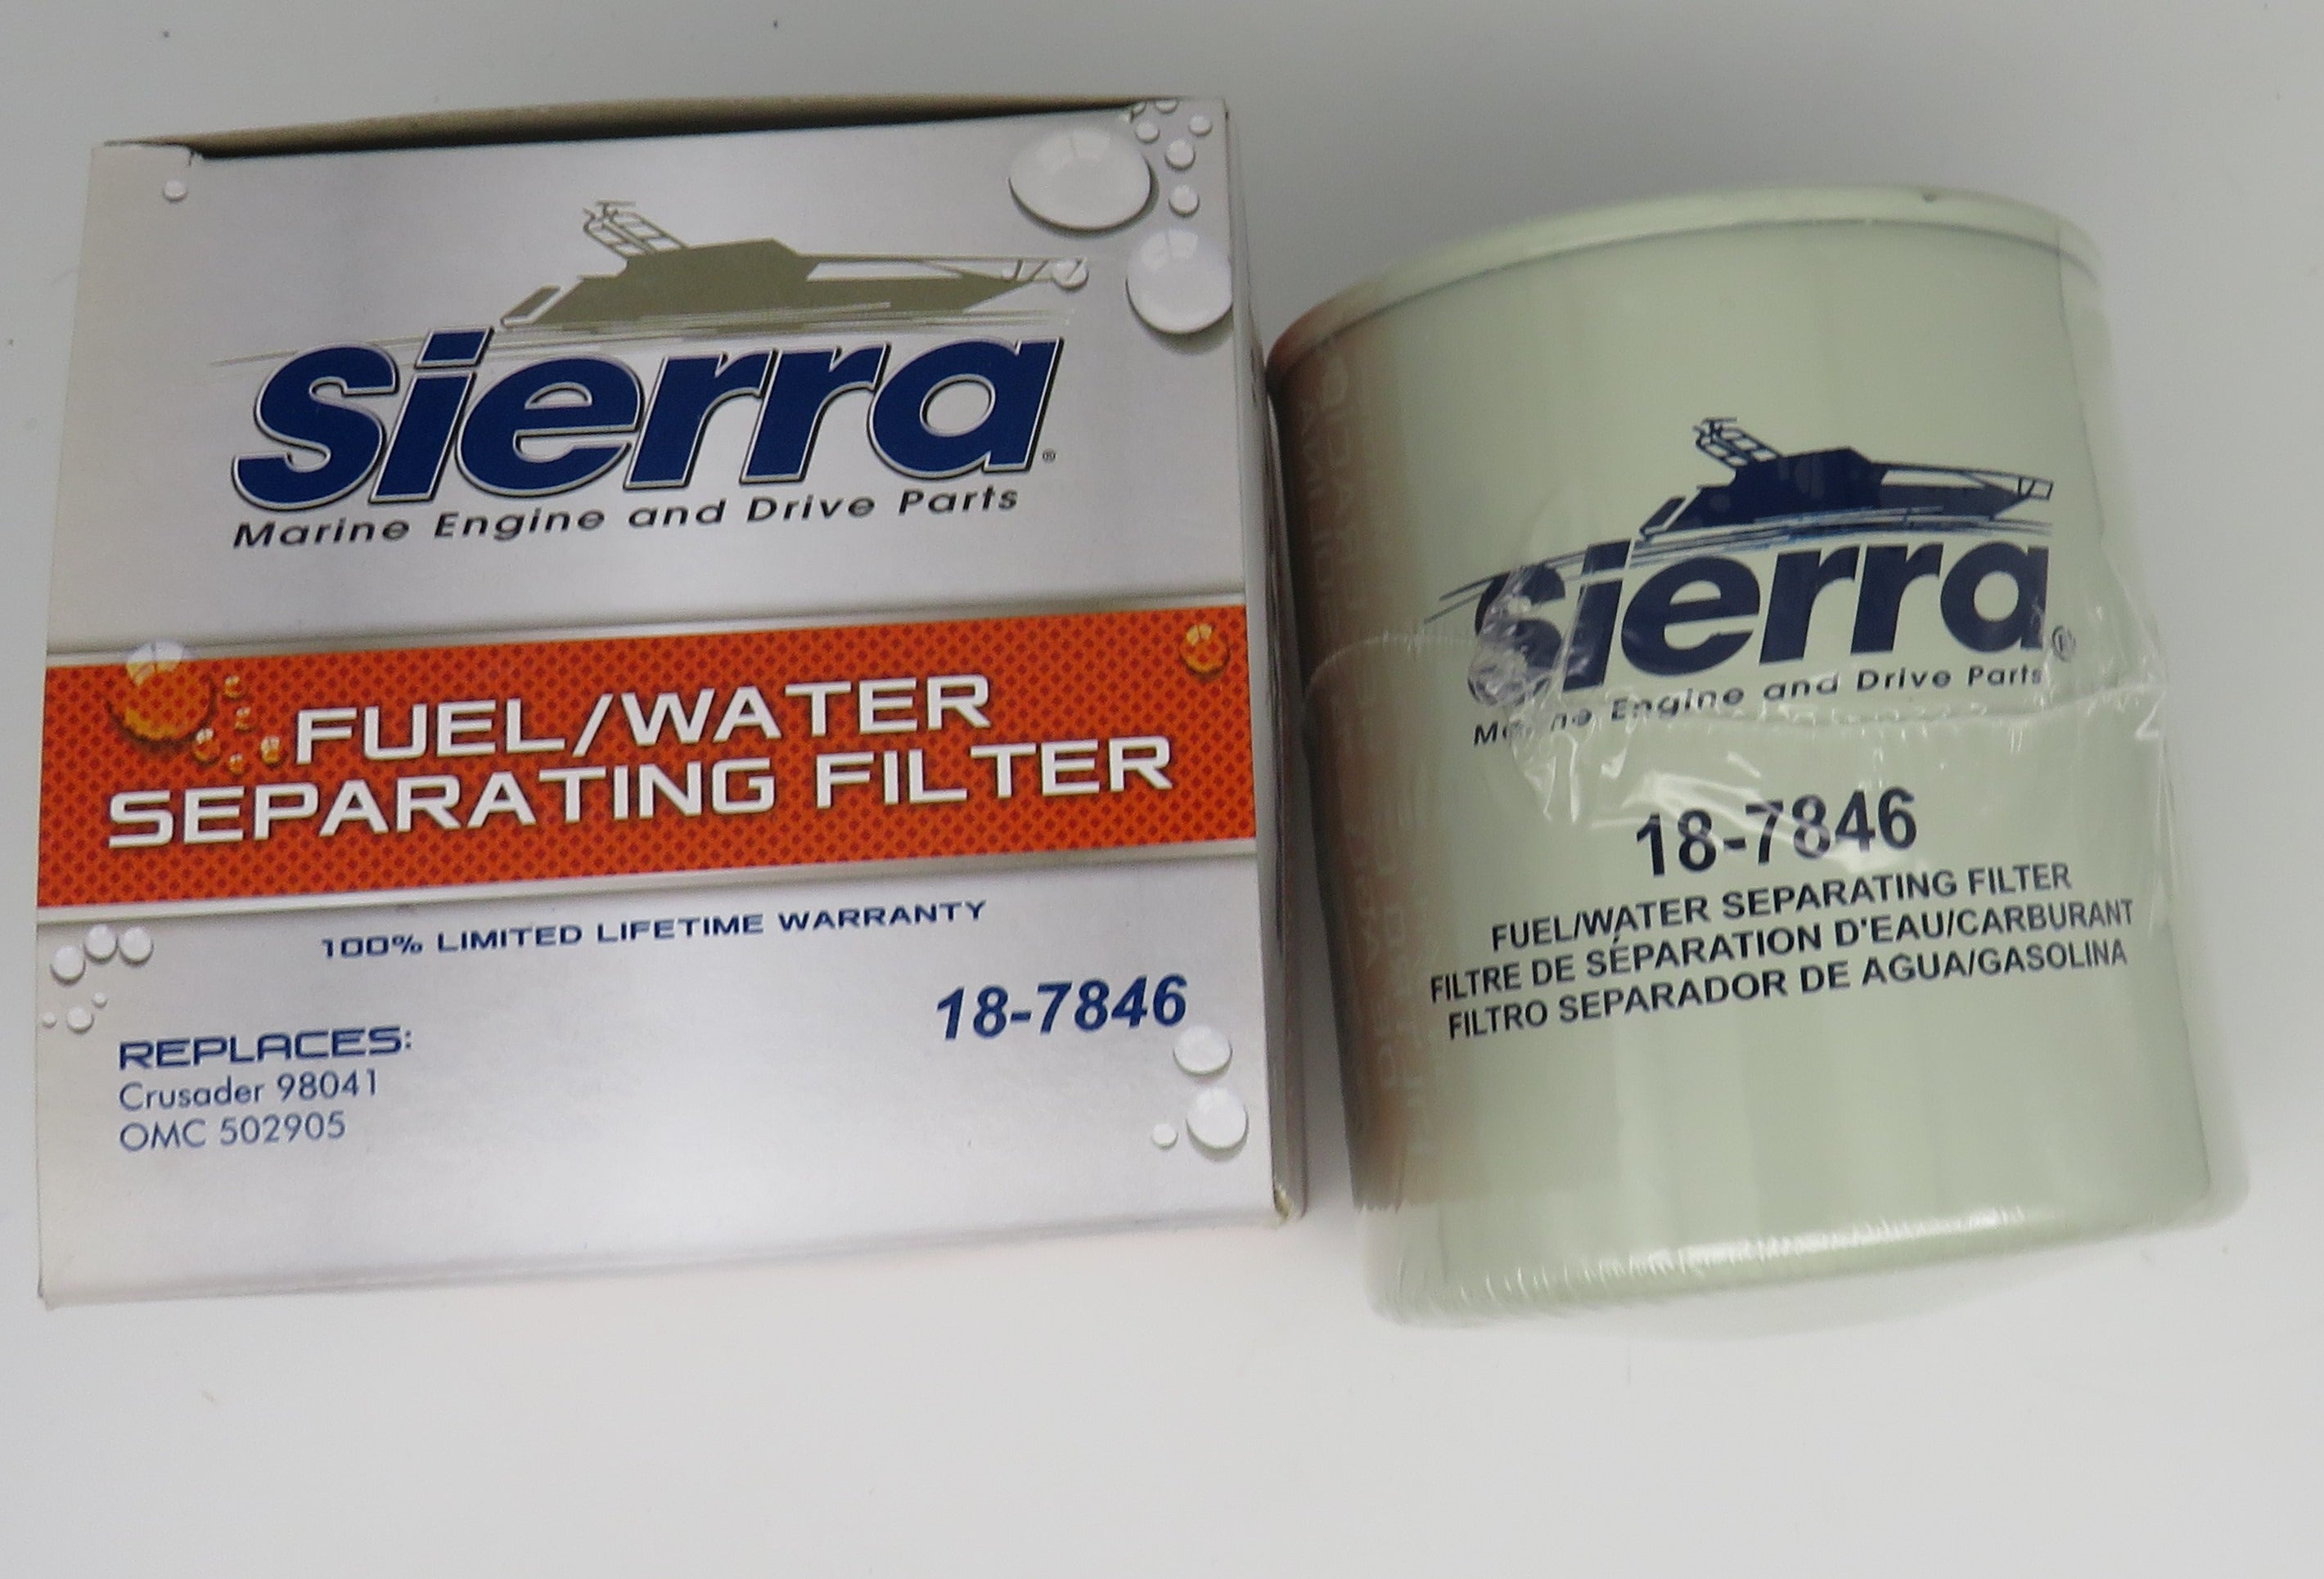 sierra®
Marine Engine and Drive Parts
FUEL/WATER
SEPARATING FILTER
100% LIMITED LIFETIME WARRANTY
18-7846
REPLACES:
Crusader 98041
OMC 502905
sierra®
Marine Engine and Drive Parts
18-7846
FUEL/WATER SEPARATING FILTER
FILTRE DE SÉPARATION D'EAU/CARBURANT
FILTRO SEPARADOR DE AGUA/GASOLINA